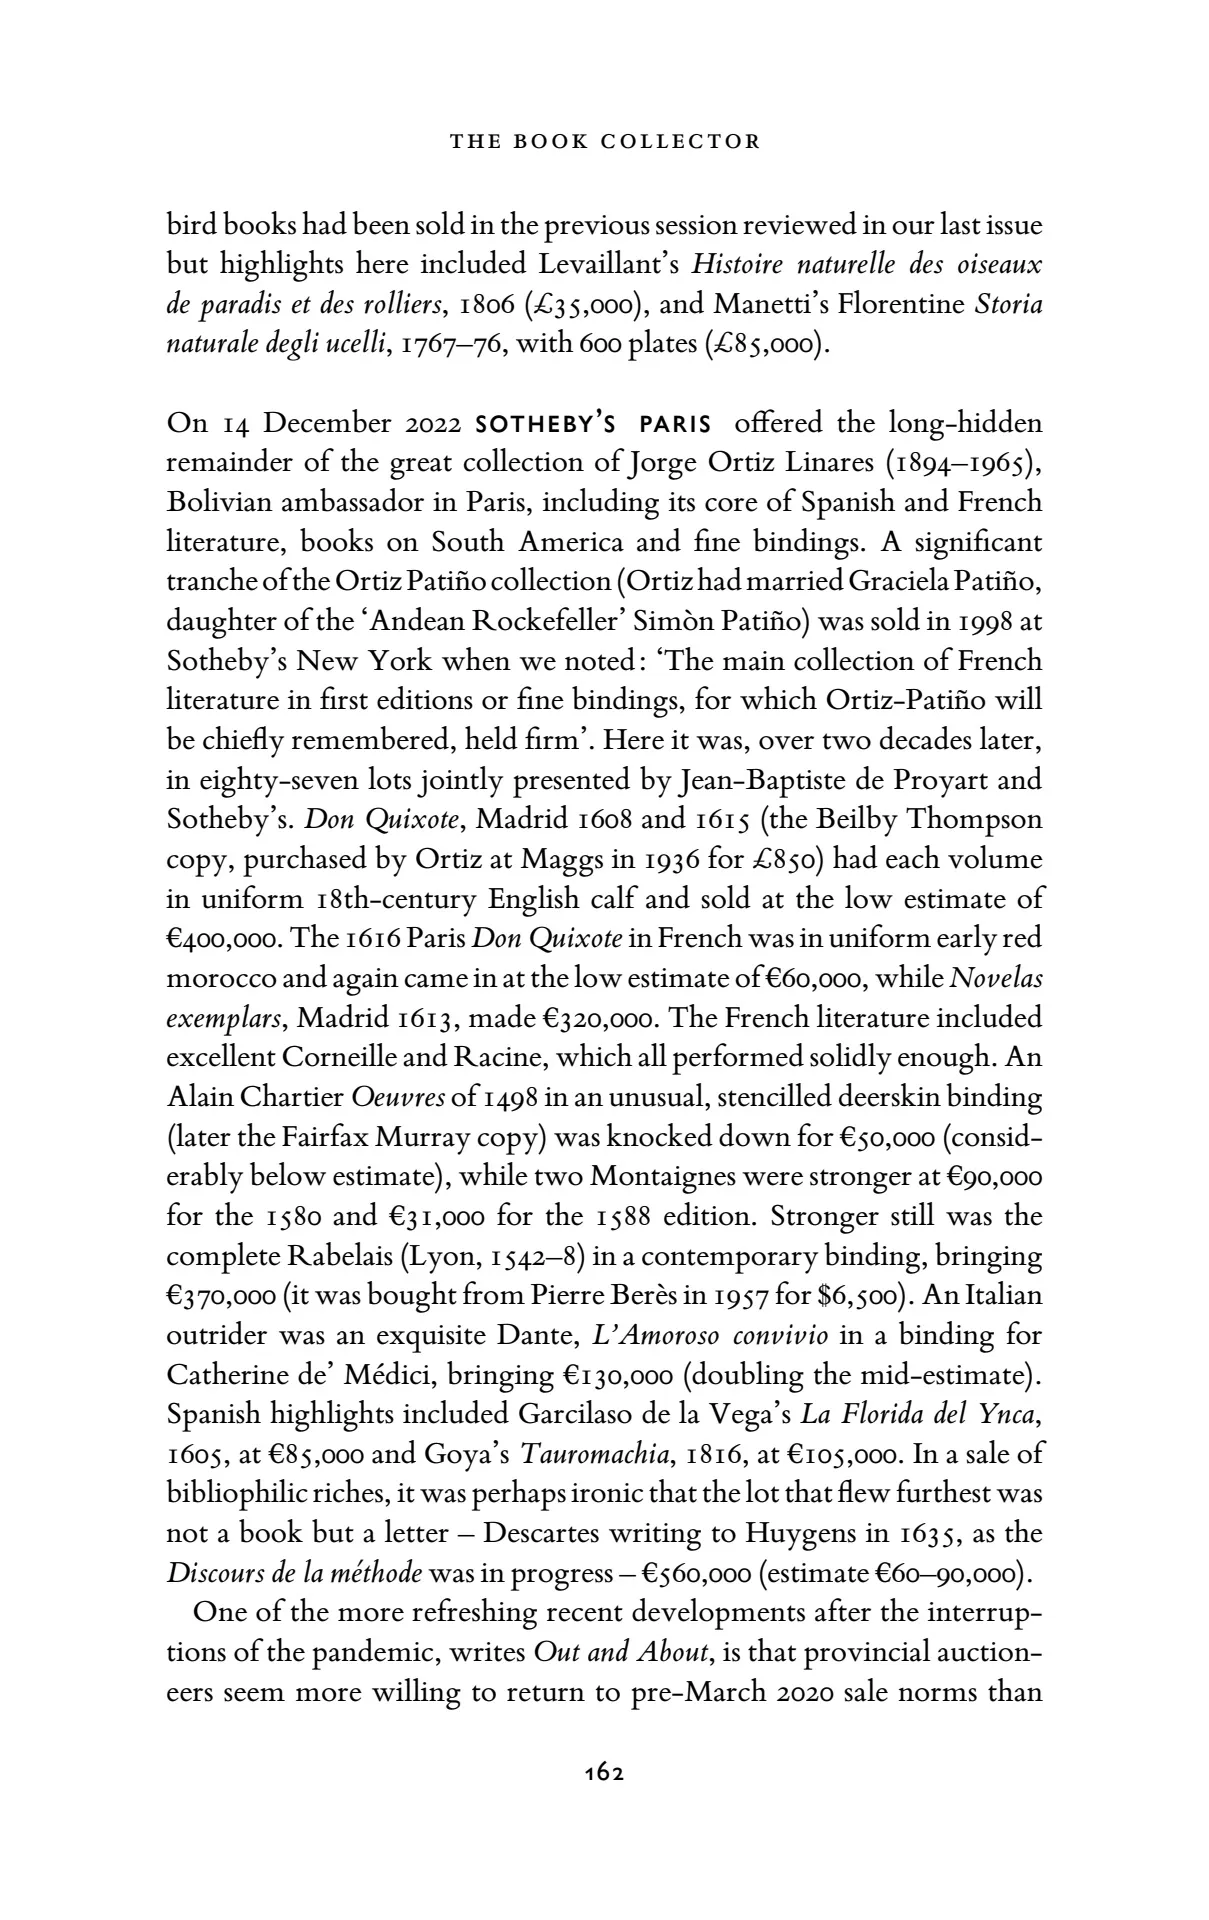 THE BOOK COLLECTOR
bird books had been sold in the previous session reviewed in our last issue
but highlights here included Levaillant’s Histoire naturelle des oiseaux
de paradis et des rolliers, 1806 (£35,000), and Manetti’s Florentine Storia
naturale degli ucelli, 1767–76, with 600 plates (£85,000).
On 14 December 2022 SOTHEBY’S PARIS offered the long-hidden
remainder of the great collection of Jorge Ortiz Linares (1894–1965),
Bolivian ambassador in Paris, including its core of Spanish and French
literature, books on South America and fine bindings. A significant
tranche of the Ortiz Patiño collection (Ortiz had married Graciela Patiño,
daughter of the ‘Andean Rockefeller’ Simòn Patiño) was sold in 1998 at
Sotheby’s New York when we noted: ‘The main collection of French
literature in first editions or fine bindings, for which Ortiz-Patiño will
be chiefly remembered, held firm’. Here it was, over two decades later,
in eighty-seven lots jointly presented by Jean-Baptiste de Proyart and
Sotheby’s. Don Quixote, Madrid 1608 and 1615 (the Beilby Thompson
copy, purchased by Ortiz at Maggs in 1936 for £850) had each volume
in uniform 18th-century English calf and sold at the low estimate of
€400,000. The 1616 Paris Don Quixote in French was in uniform early red
morocco and again came in at the low estimate of €60,000, while Novelas
exemplars, Madrid 1613, made €320,000. The French literature included
excellent Corneille and Racine, which all performed solidly enough. An
Alain Chartier Oeuvres of 1498 in an unusual, stencilled deerskin binding
(later the Fairfax Murray copy) was knocked down for €50,000 (consid-
erably below estimate), while two Montaignes were stronger at €90,000
for the 1580 and €31,000 for the 1588 edition. Stronger still was the
complete Rabelais (Lyon, 1542–8) in a contemporary binding, bringing
€370,000 (it was bought from Pierre Berès in 1957 for $6,500). An Italian
outrider was an exquisite Dante, L’Amoroso convivio in a binding for
Catherine de’ Médici, bringing €130,000 (doubling the mid-estimate).
Spanish highlights included Garcilaso de la Vega’s La Florida del Ynca,
1605, at €85,000 and Goya’s Tauromachia, 1816, at €105,000. In a sale of
bibliophilic riches, it was perhaps ironic that the lot that flew furthest was
not a book but a letter – Descartes writing to Huygens in 1635, as the
Discours de la méthode was in progress – €560,000 (estimate €60–90,000).
One of the more refreshing recent developments after the interrup-
tions of the pandemic, writes Out and About, is that provincial auction-
eers seem more willing to return to pre-March 2020 sale norms than
162